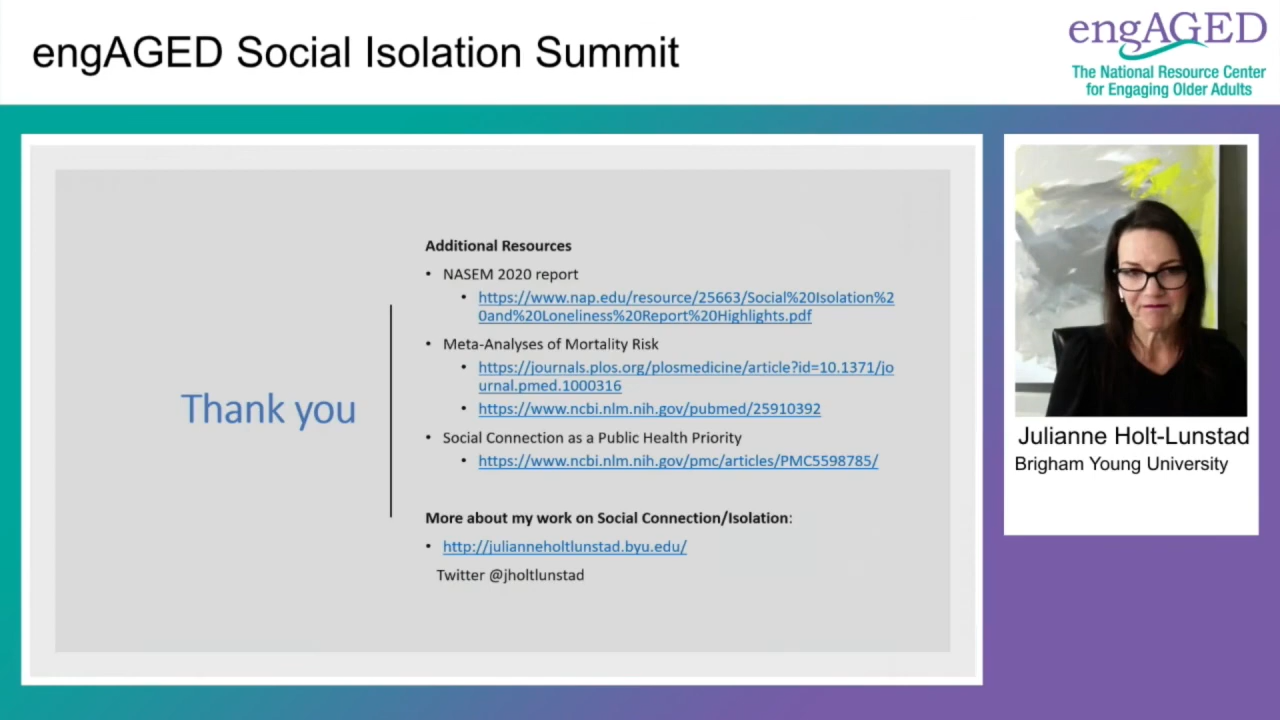 engAGED Social Isolation Summit
engAGED
The National Resource Center
for Engaging Older Adults
Thank you
Additional Resources
• NASEM 2020 report
• https://www.nap.edu/resource/25663/Social%20Isolation%2
0and%20Loneliness%20Report%20Highlights.pdf
• Meta-Analyses of Mortality Risk
• https://journals.plos.org/plosmedicine/article?id=10.1371/jo
urnal.pmed.1000316
• https://www.ncbi.nlm.nih.gov/pubmed/25910392
• Social Connection as a Public Health Priority
• https://www.ncbi.nlm.nih.gov/pmc/articles/PMC5598785/
More about my work on Social Connection/Isolation:
• http://julianneholtlunstad.byu.edu/
Twitter @jholtlunstad
Julianne Holt-Lunstad
Brigham Young University